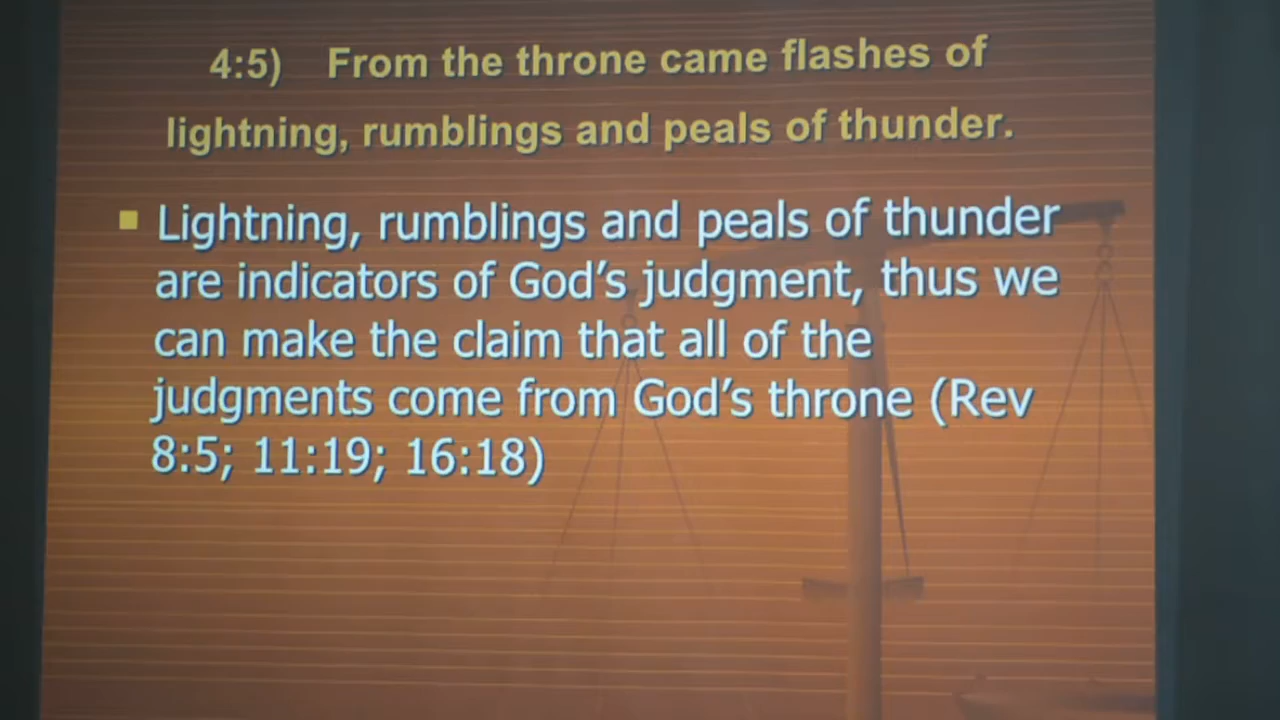 4:5) From the throne came flashes of
lightning, rumblings and peals of thunder.
Lightning, rumblings and peals of thunder
are indicators of God's judgment, thus we
can make the claim that all of the
judgments come from God's throne (Rev
8:5; 11:19; 16:18)